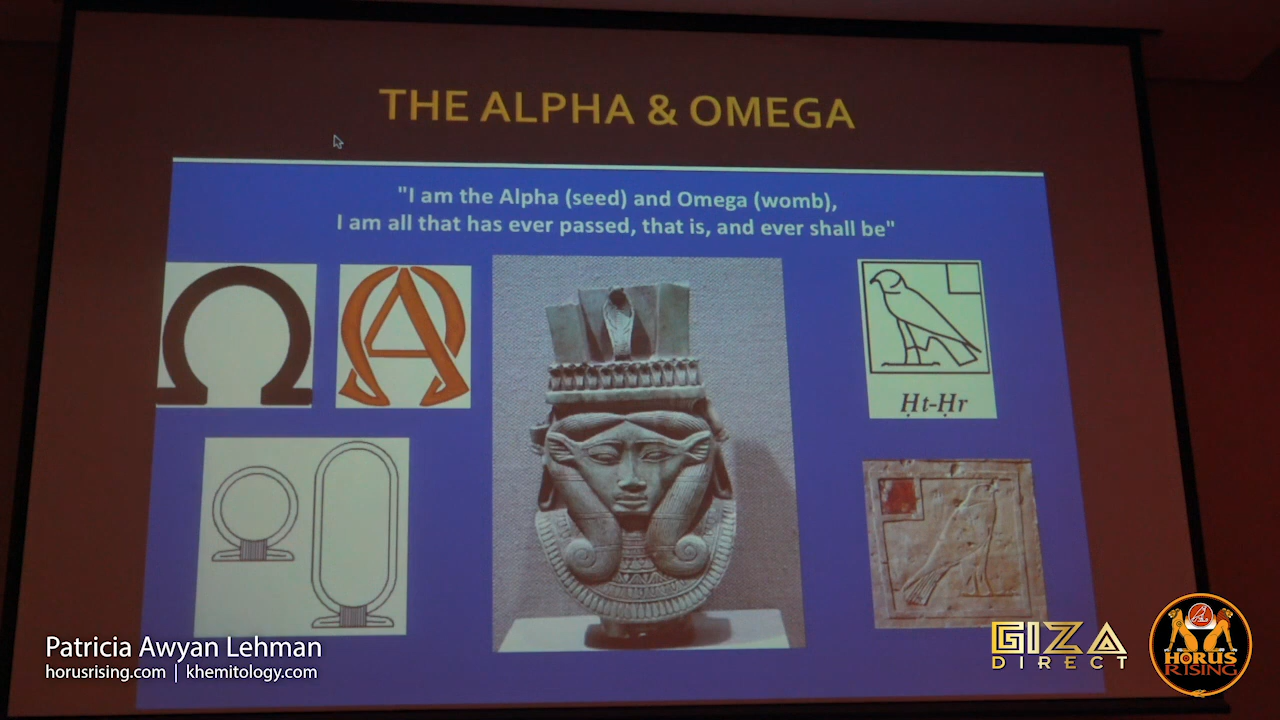 THE ALPHA & OMEGA
"I am the Alpha (seed) and Omega (womb),
I am all that has ever passed, that is, and ever shall be"
Ω
Ḥt-Ḥr
Patricia Awyan Lehman
horusrising.com | khemitology.com
GIZA
DIRECT
HORUS
RISING